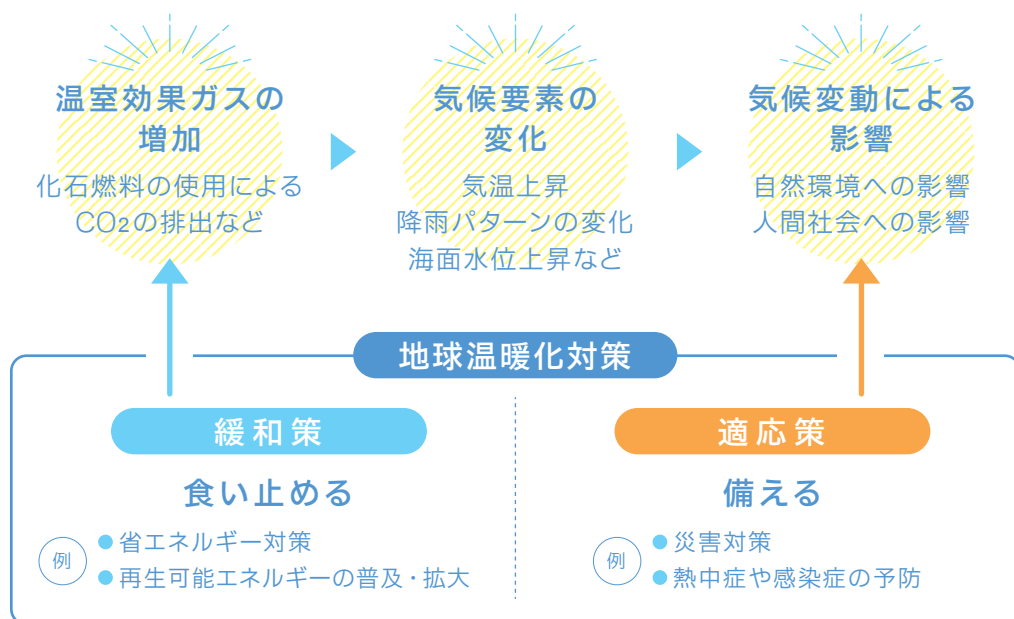 温室効果ガスの
増加
化石燃料の使用による
CO2の排出など
気候要素の
変化
気温上昇
降雨パターンの変化
海面水位上昇など
気候変動による
影響
自然環境への影響
人間社会への影響
地球温暖化対策
緩和策
食い止める
例
●省エネルギー対策
●再生可能エネルギーの普及・拡大
適応策
備える
例
●災害対策
●熱中症や感染症の予防